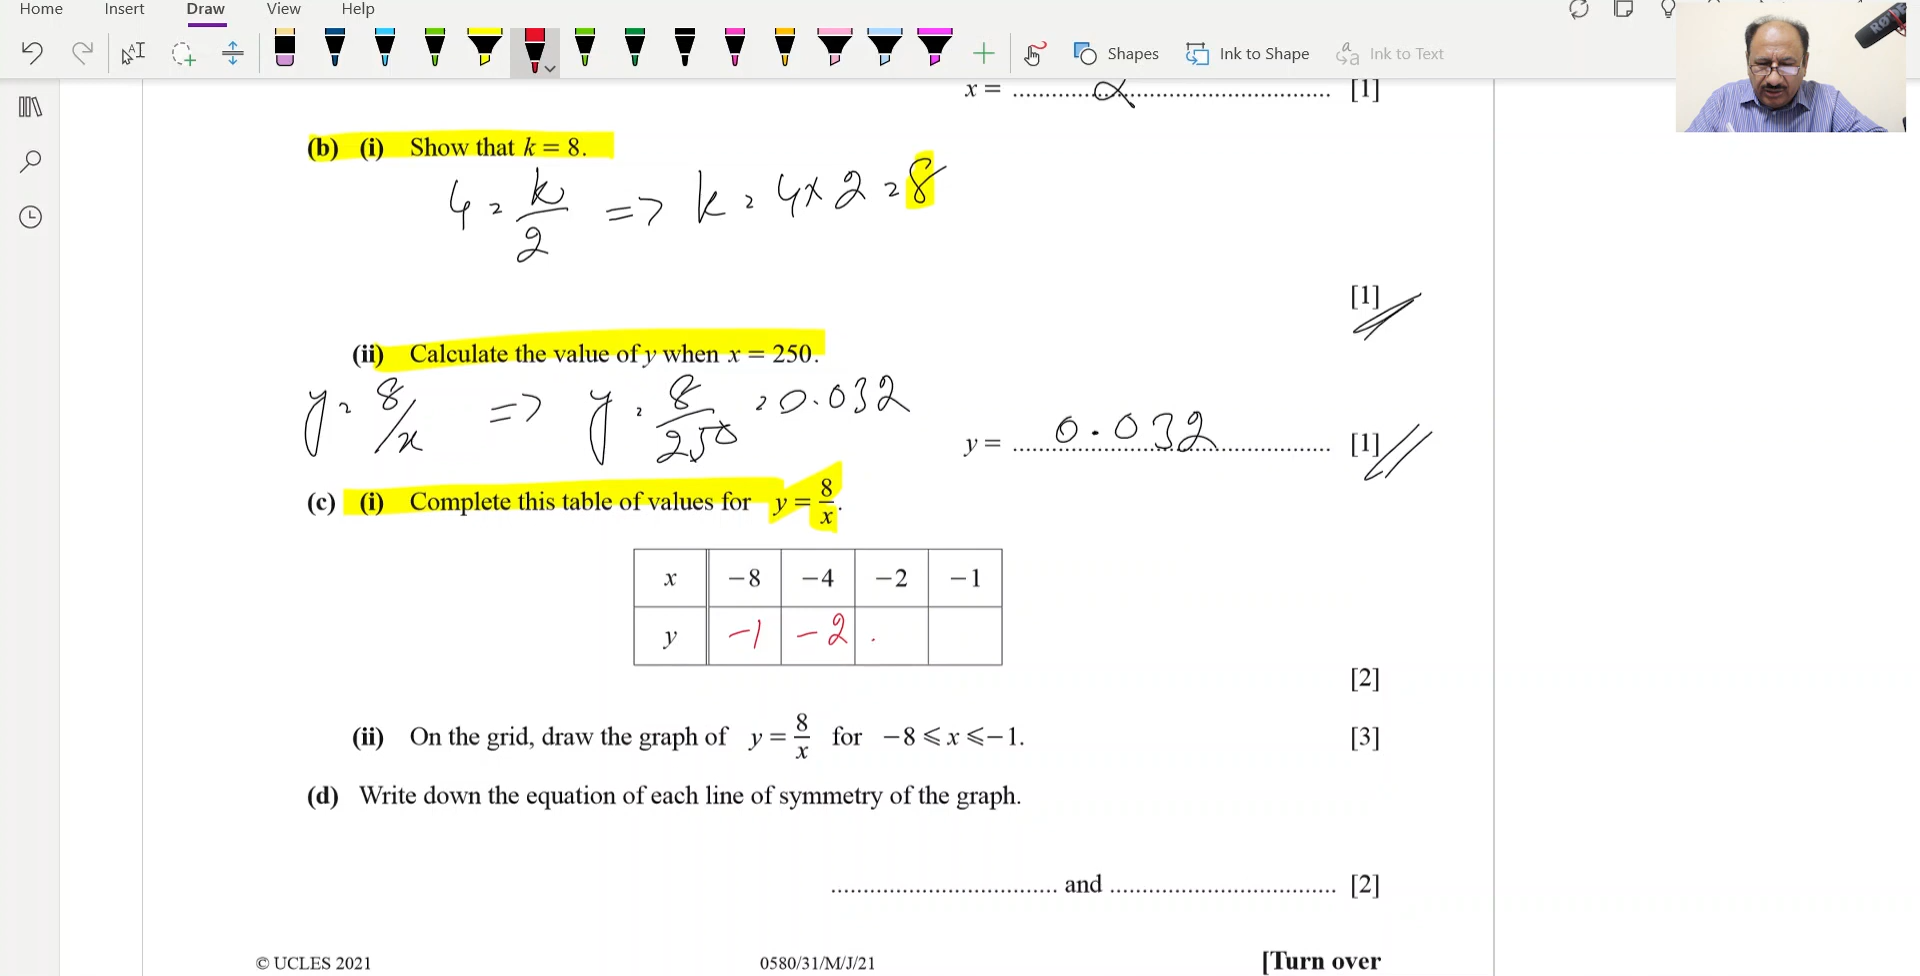 Home Insert Draw View Help
Shapes Ink to Shape Ink to Text
x = ........................................ [1]
(b) (i) Show that k = 8.
4 = k/2 => k = 4 x 2 = 8
[1]
(ii) Calculate the value of y when x = 250.
y = 8/x => y = 8/250 = 0.032
y = 0.032 [1]
(c) (i) Complete this table of values for y = 8/x.
x −8 −4 −2 −1
y −1 −2
[2]
(ii) On the grid, draw the graph of y = 8/x for −8 ⩽ x ⩽ −1. [3]
(d) Write down the equation of each line of symmetry of the graph.
.................................... and .................................... [2]
© UCLES 2021 0580/31/M/J/21 [Turn over